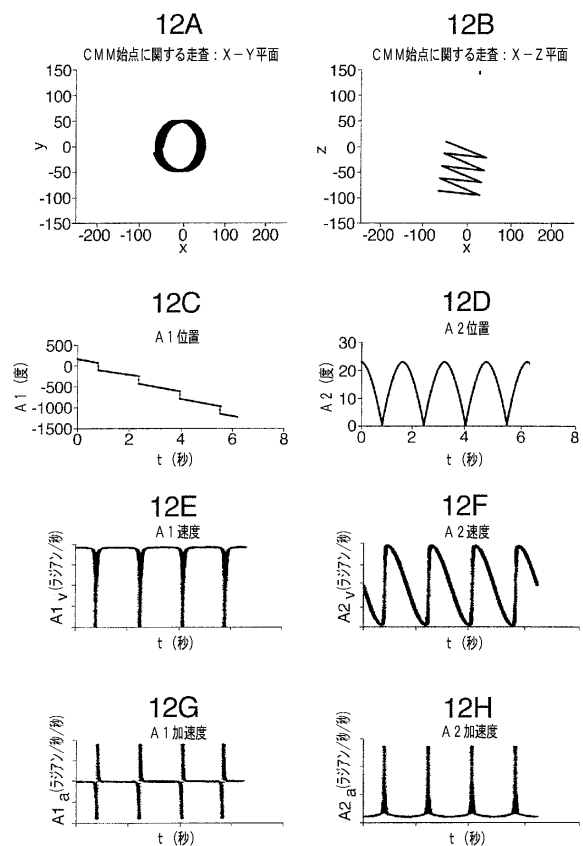 12A
CMM始点に関する走査：X－Y平面
150
100
50
0
-50
-100
-150
y
-200 -100 0 100 200
x
12B
CMM始点に関する走査：X－Z平面
150
100
50
0
-50
-100
-150
z
-200 -100 0 100 200
x
12C
A1位置
500
0
-500
-1000
-1500
A1 (度)
0 2 4 6 8
t (秒)
12D
A2位置
30
20
10
0
A2 (度)
0 2 4 6 8
t (秒)
12E
A1速度
A1v(ラジアン/秒)
t (秒)
12F
A2速度
A2v(ラジアン/秒)
t (秒)
12G
A1加速度
A1a(ラジアン/秒/秒)
t (秒)
12H
A2加速度
A2a(ラジアン/秒/秒)
t (秒)